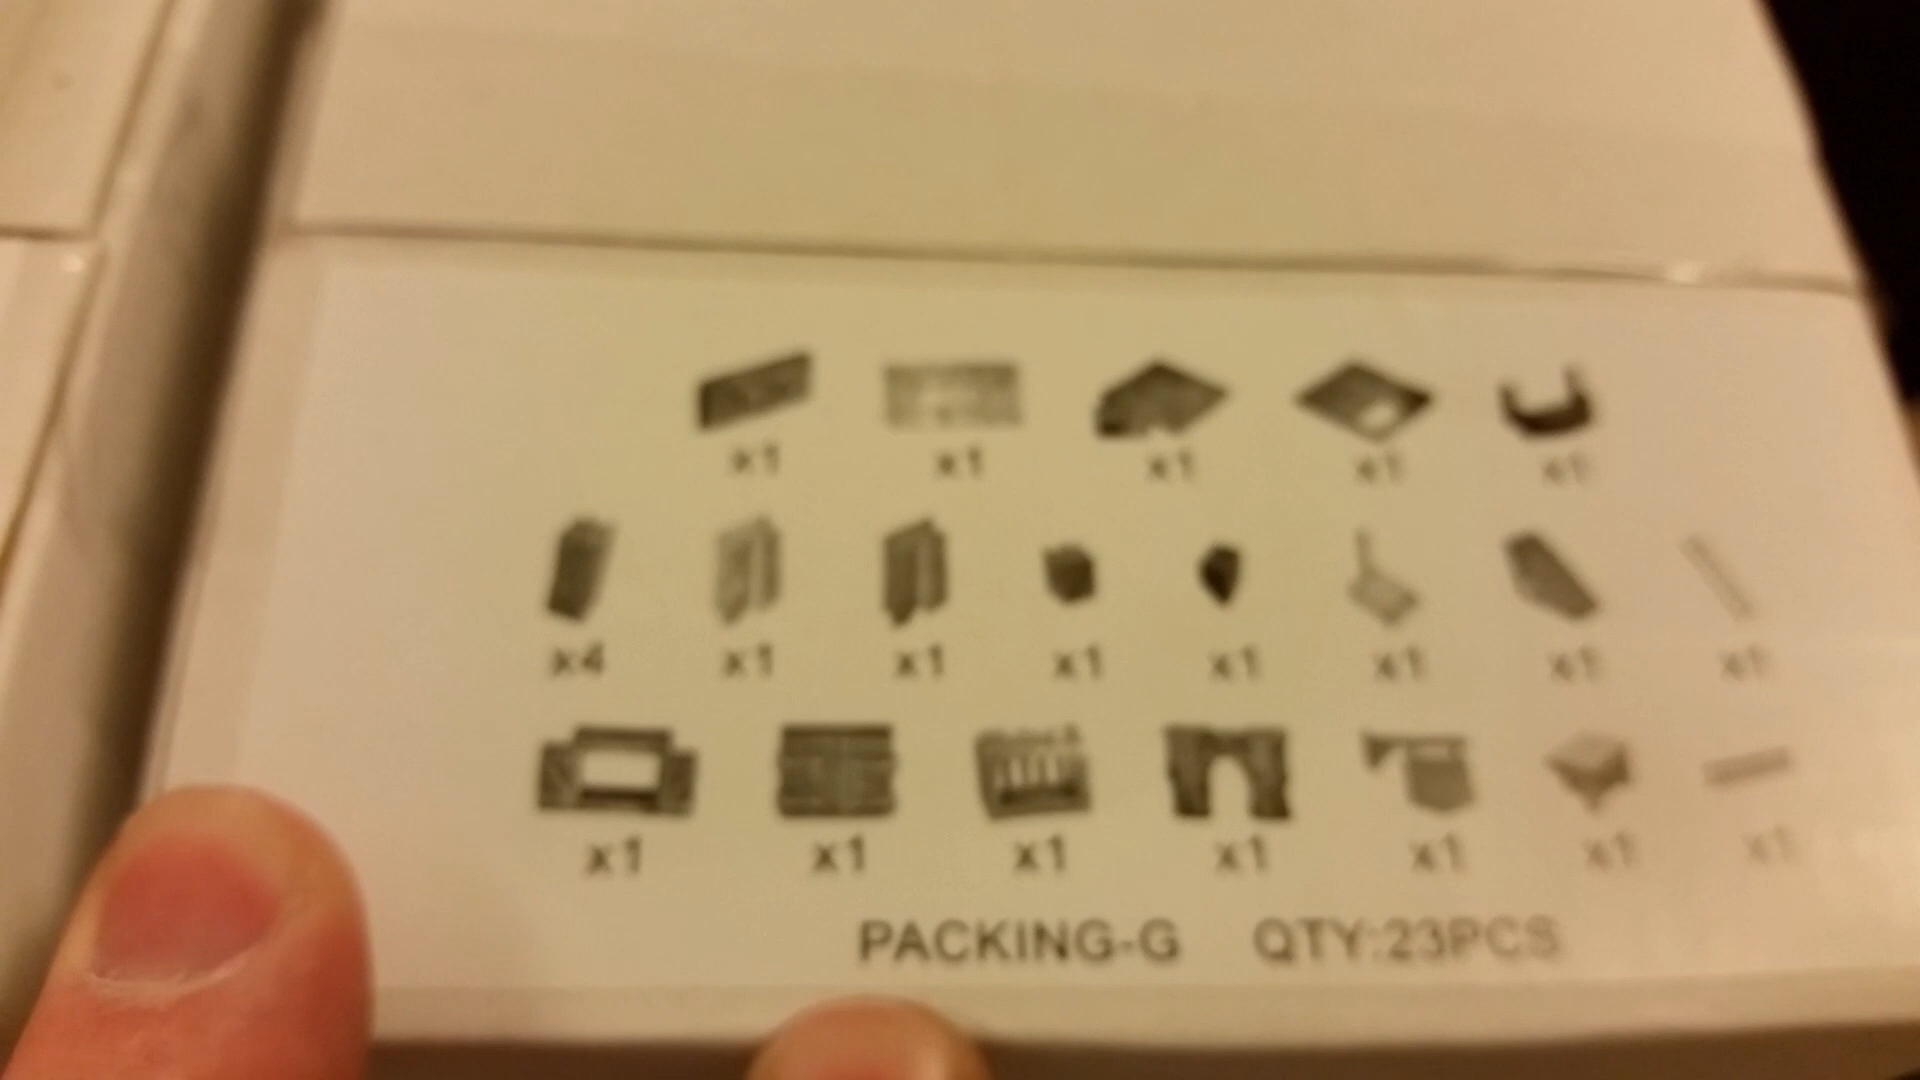 x1 x1 x1 x1 x1
x4 x1 x1 x1 x1 x1 x1 x1
x1 x1 x1 x1 x1 x1 x1
PACKING-G QTY:23PCS